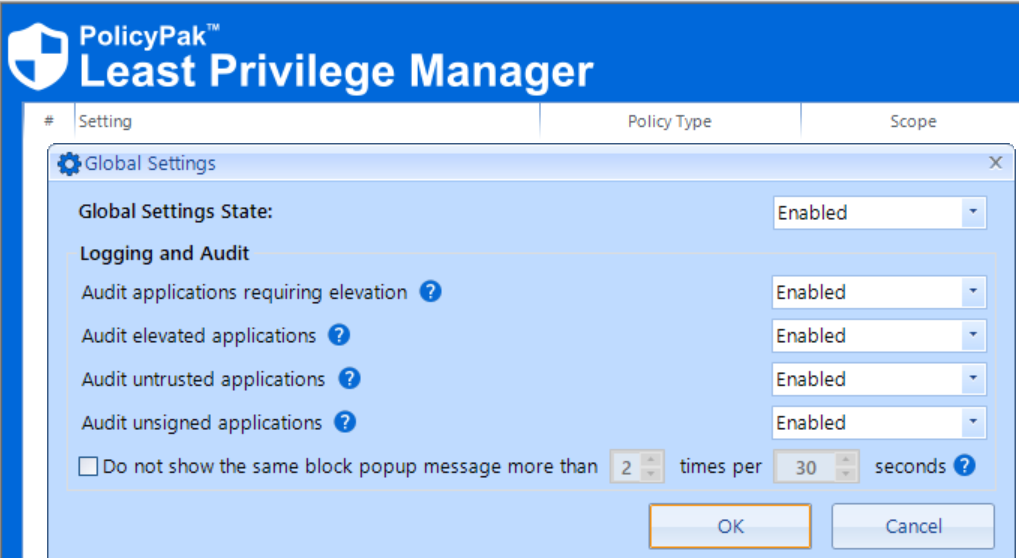 PolicyPak™
Least Privilege Manager
# Setting Policy Type Scope
Global Settings
Global Settings State: Enabled
Logging and Audit
Audit applications requiring elevation ? Enabled
Audit elevated applications ? Enabled
Audit untrusted applications ? Enabled
Audit unsigned applications ? Enabled
Do not show the same block popup message more than 2 times per 30 seconds ?
OK Cancel